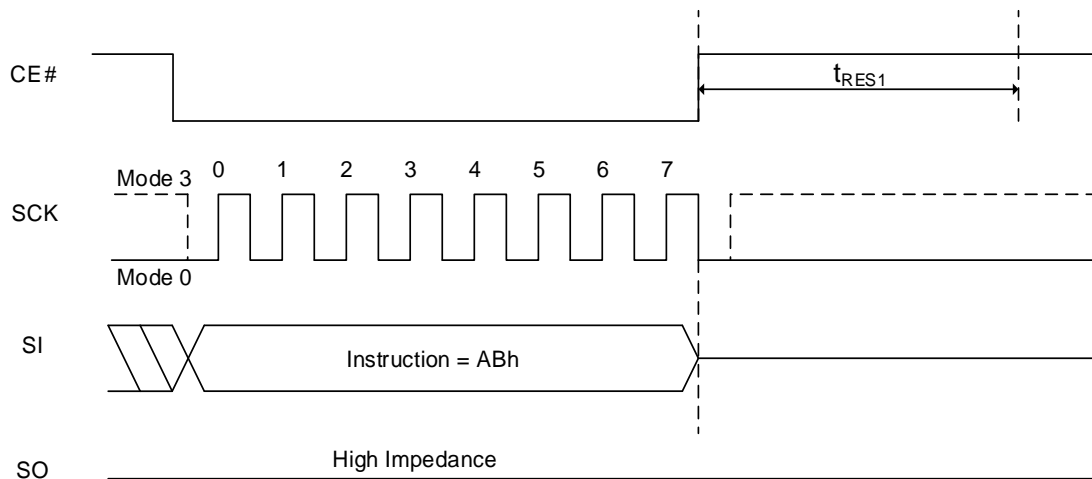 CE#
tRES1
0 1 2 3 4 5 6 7
Mode 3
SCK
Mode 0
SI
Instruction = ABh
High Impedance
SO